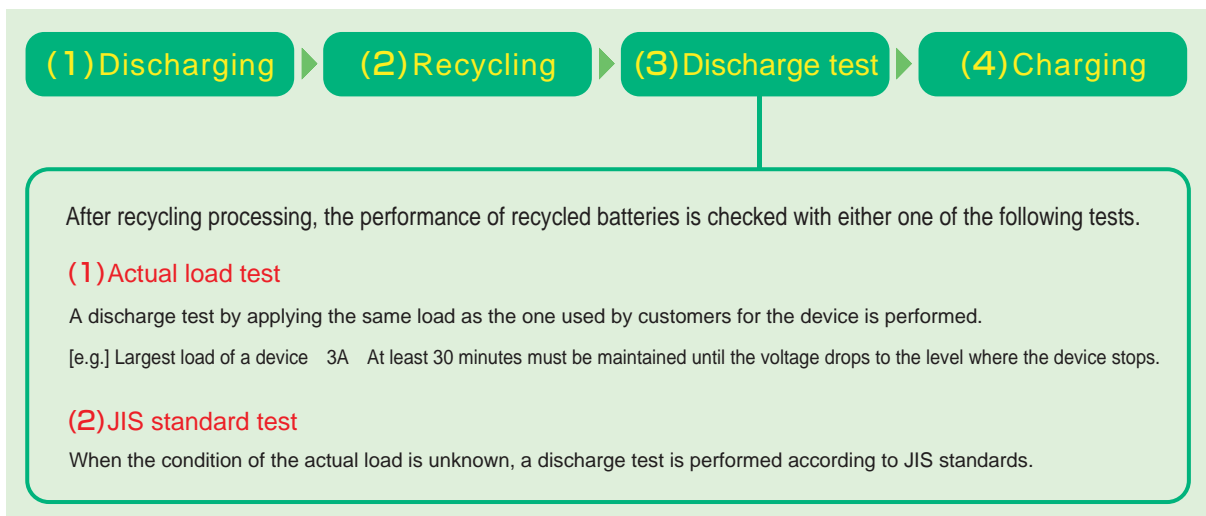 (1)Discharging
(2)Recycling
(3)Discharge test
(4)Charging
After recycling processing, the performance of recycled batteries is checked with either one of the following tests.
(1)Actual load test
A discharge test by applying the same load as the one used by customers for the device is performed.
[e.g.] Largest load of a device 3A At least 30 minutes must be maintained until the voltage drops to the level where the device stops.
(2)JIS standard test
When the condition of the actual load is unknown, a discharge test is performed according to JIS standards.